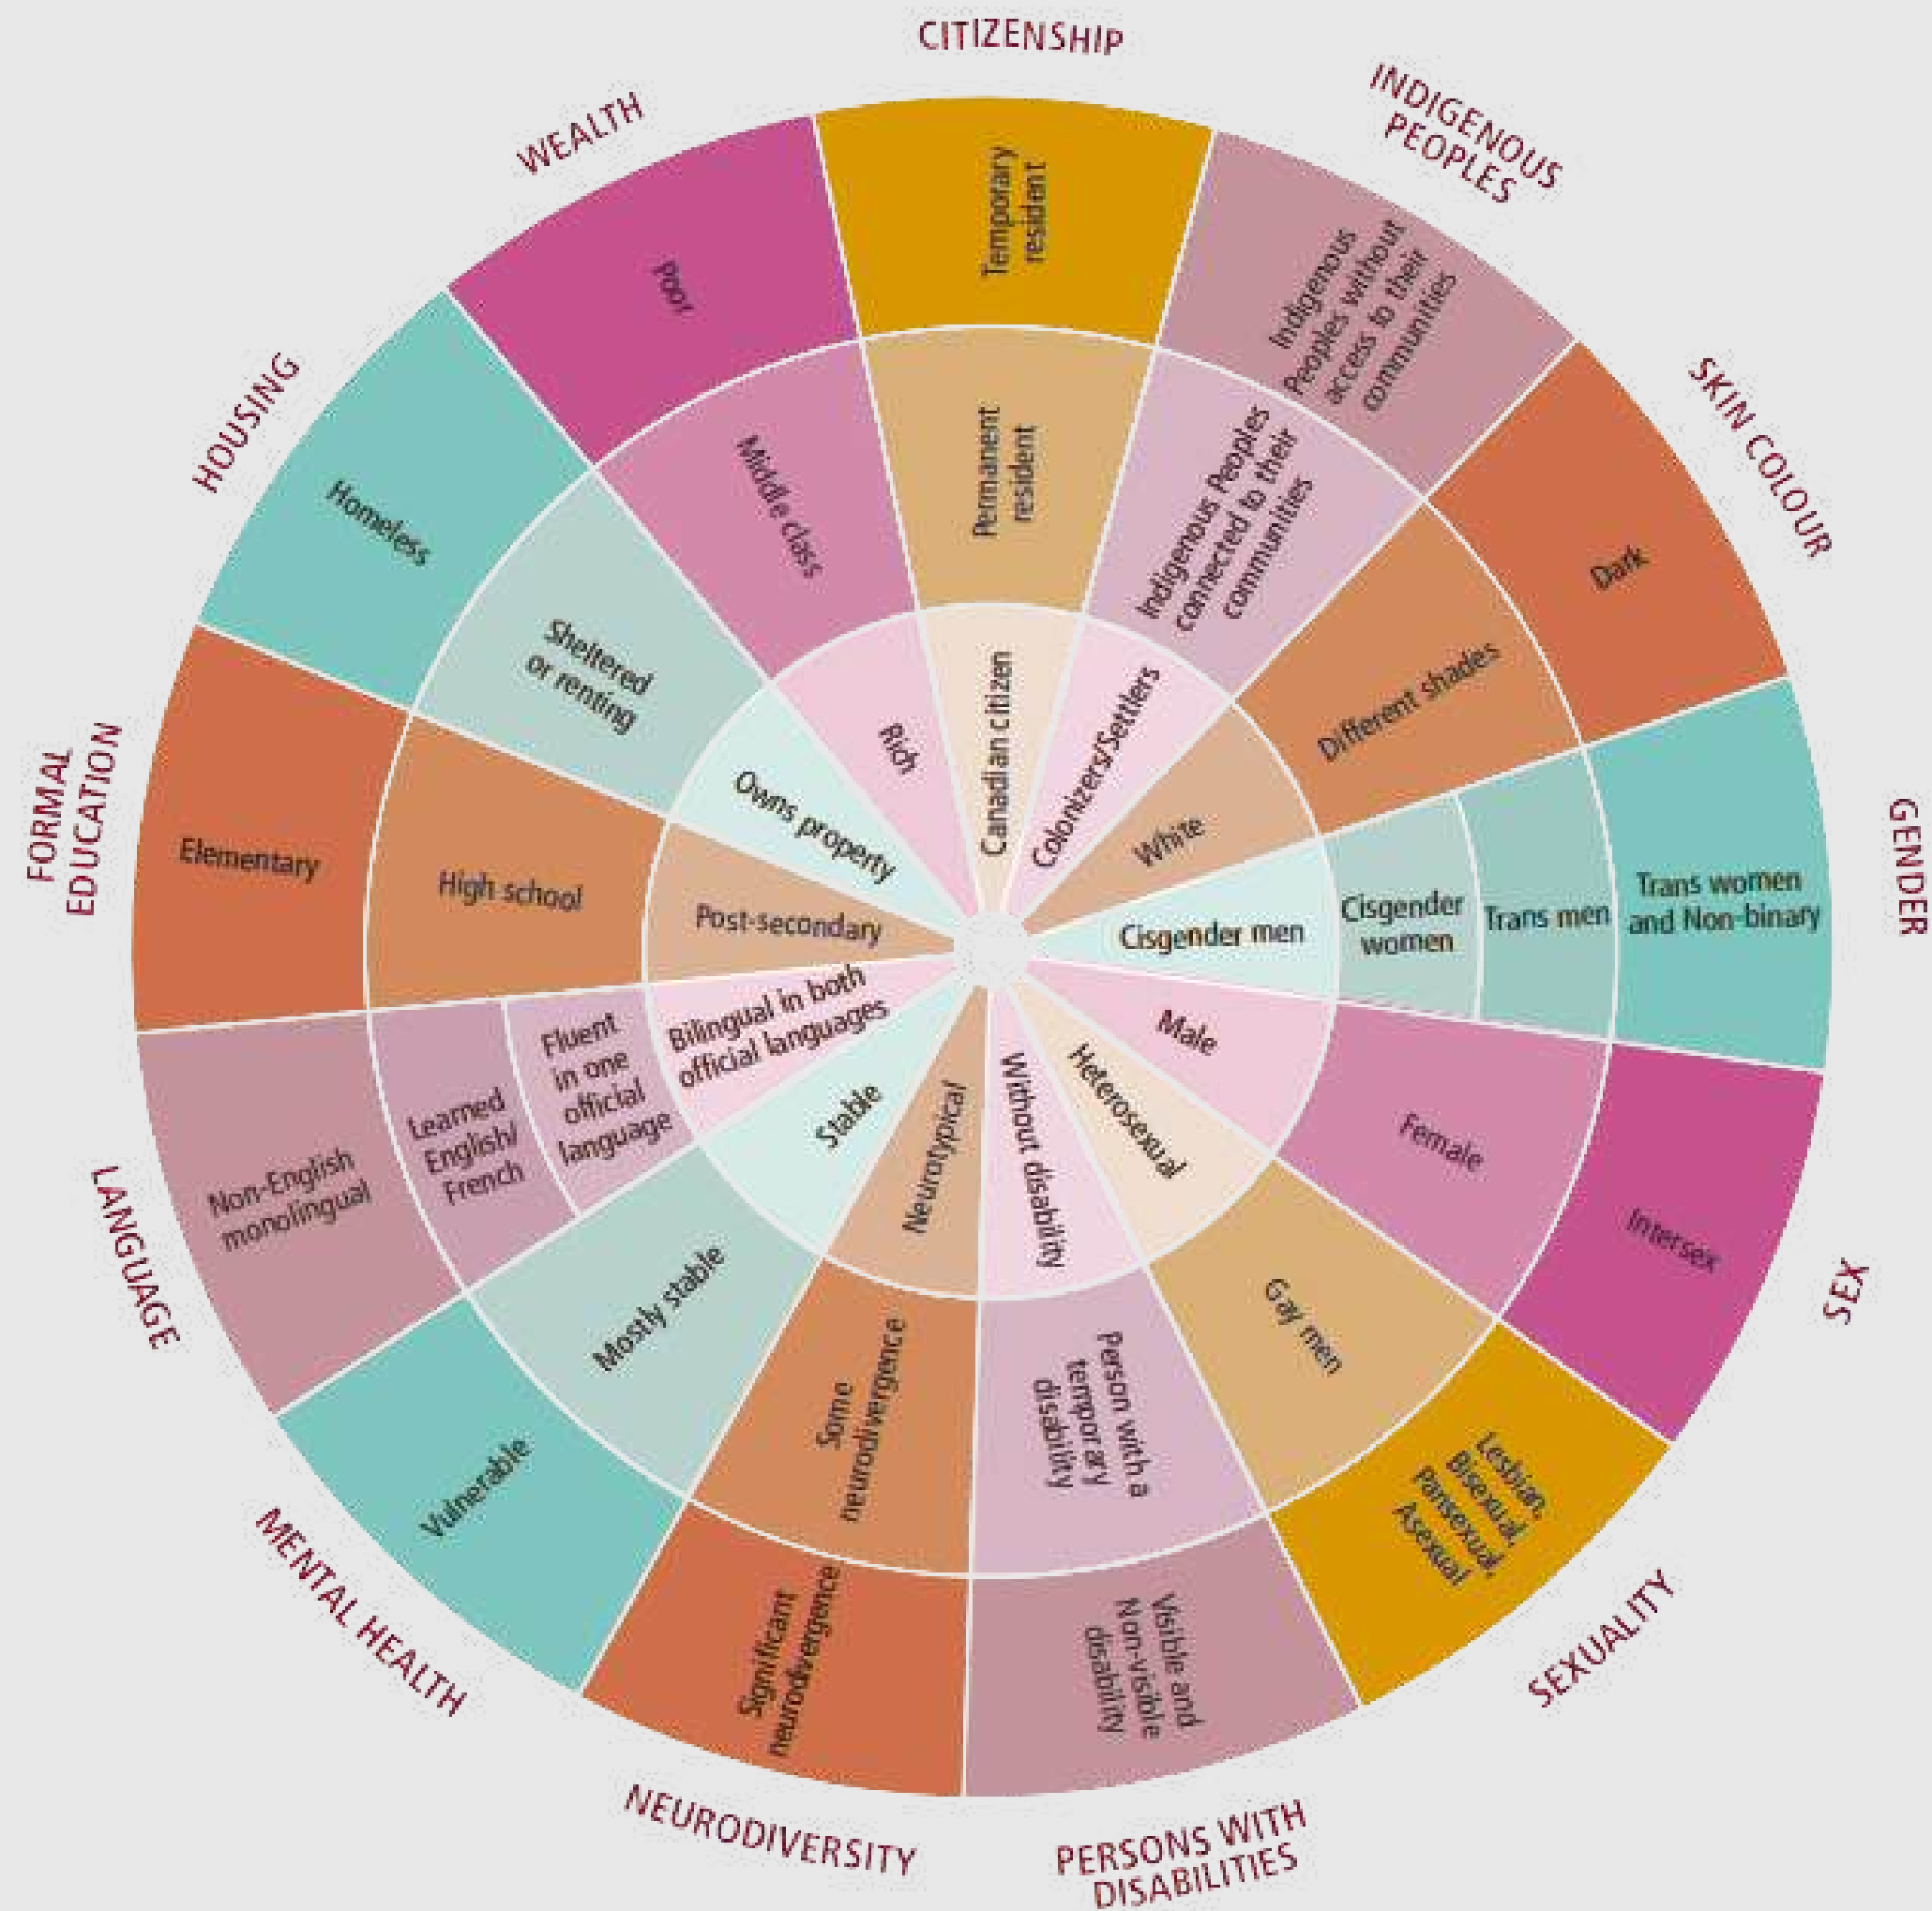 CITIZENSHIP
Temporary
resident
Permanent
resident
Canadian citizen
INDIGENOUS
PEOPLES
Indigenous
Peoples without
access to their
communities
Indigenous Peoples
connected to their
communities
Colonizers/Settlers
SKIN COLOUR
Dark
Different shades
White
GENDER
Trans women
and Non-binary
Trans men
Cisgender
women
Cisgender men
SEX
Intersex
Female
Male
SEXUALITY
Lesbian,
Bisexual,
Pansexual,
Asexual
Gay men
Heterosexual
PERSONS WITH
DISABILITIES
Visible and
Non-visible
disability
Person with a
temporary
disability
Without disability
NEURODIVERSITY
Significant
neurodivergence
Some
neurodivergence
Neurotypical
MENTAL HEALTH
Vulnerable
Mostly stable
Stable
LANGUAGE
Non-English
monolingual
Learned
English/
French
Fluent
in one
official
language
Bilingual in both
official languages
FORMAL
EDUCATION
Elementary
High school
Post-secondary
HOUSING
Homeless
Sheltered
or renting
Owns property
WEALTH
Poor
Middle class
Rich